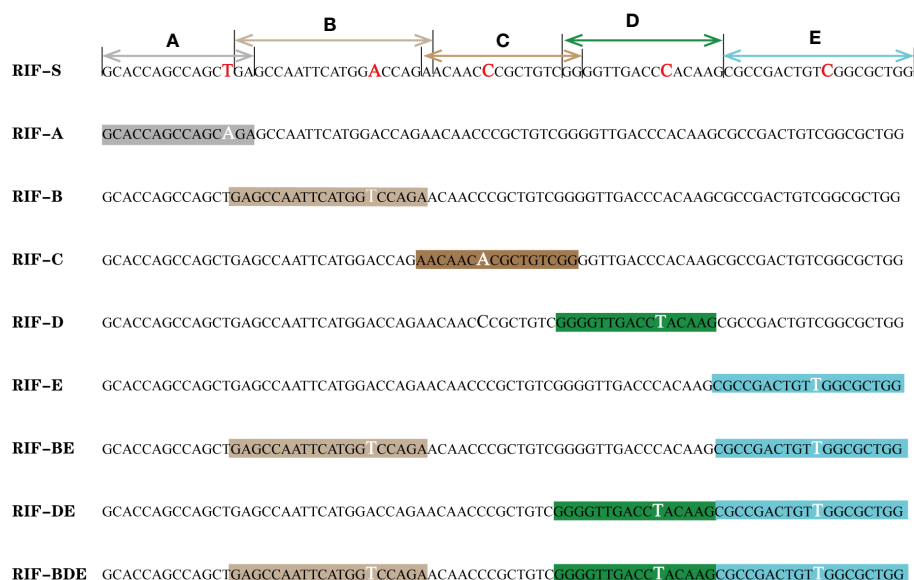 A B C D E
RIF-S GCACCAGCCAGCTGAGCCAATTCATGGACCAGAACAACCCGCTGTCGGGGTTGACCCACAAGCGCCGACTGTCGGCGCTGG
RIF-A GCACCAGCCAGCAGAGCCAATTCATGGACCAGAACAACCCGCTGTCGGGGTTGACCCACAAGCGCCGACTGTCGGCGCTGG
RIF-B GCACCAGCCAGCTGAGCCAATTCATGGTCCAGAACAACCCGCTGTCGGGGTTGACCCACAAGCGCCGACTGTCGGCGCTGG
RIF-C GCACCAGCCAGCTGAGCCAATTCATGGACCAGAACAACACGCTGTCGGGGTTGACCCACAAGCGCCGACTGTCGGCGCTGG
RIF-D GCACCAGCCAGCTGAGCCAATTCATGGACCAGAACAACCCGCTGTCGGGGTTGACCTACAAGCGCCGACTGTCGGCGCTGG
RIF-E GCACCAGCCAGCTGAGCCAATTCATGGACCAGAACAACCCGCTGTCGGGGTTGACCCACAAGCGCCGACTGTTGGCGCTGG
RIF-BE GCACCAGCCAGCTGAGCCAATTCATGGTCCAGAACAACCCGCTGTCGGGGTTGACCCACAAGCGCCGACTGTTGGCGCTGG
RIF-DE GCACCAGCCAGCTGAGCCAATTCATGGACCAGAACAACCCGCTGTCGGGGTTGACCTACAAGCGCCGACTGTTGGCGCTGG
RIF-BDE GCACCAGCCAGCTGAGCCAATTCATGGTCCAGAACAACCCGCTGTCGGGGTTGACCTACAAGCGCCGACTGTTGGCGCTGG